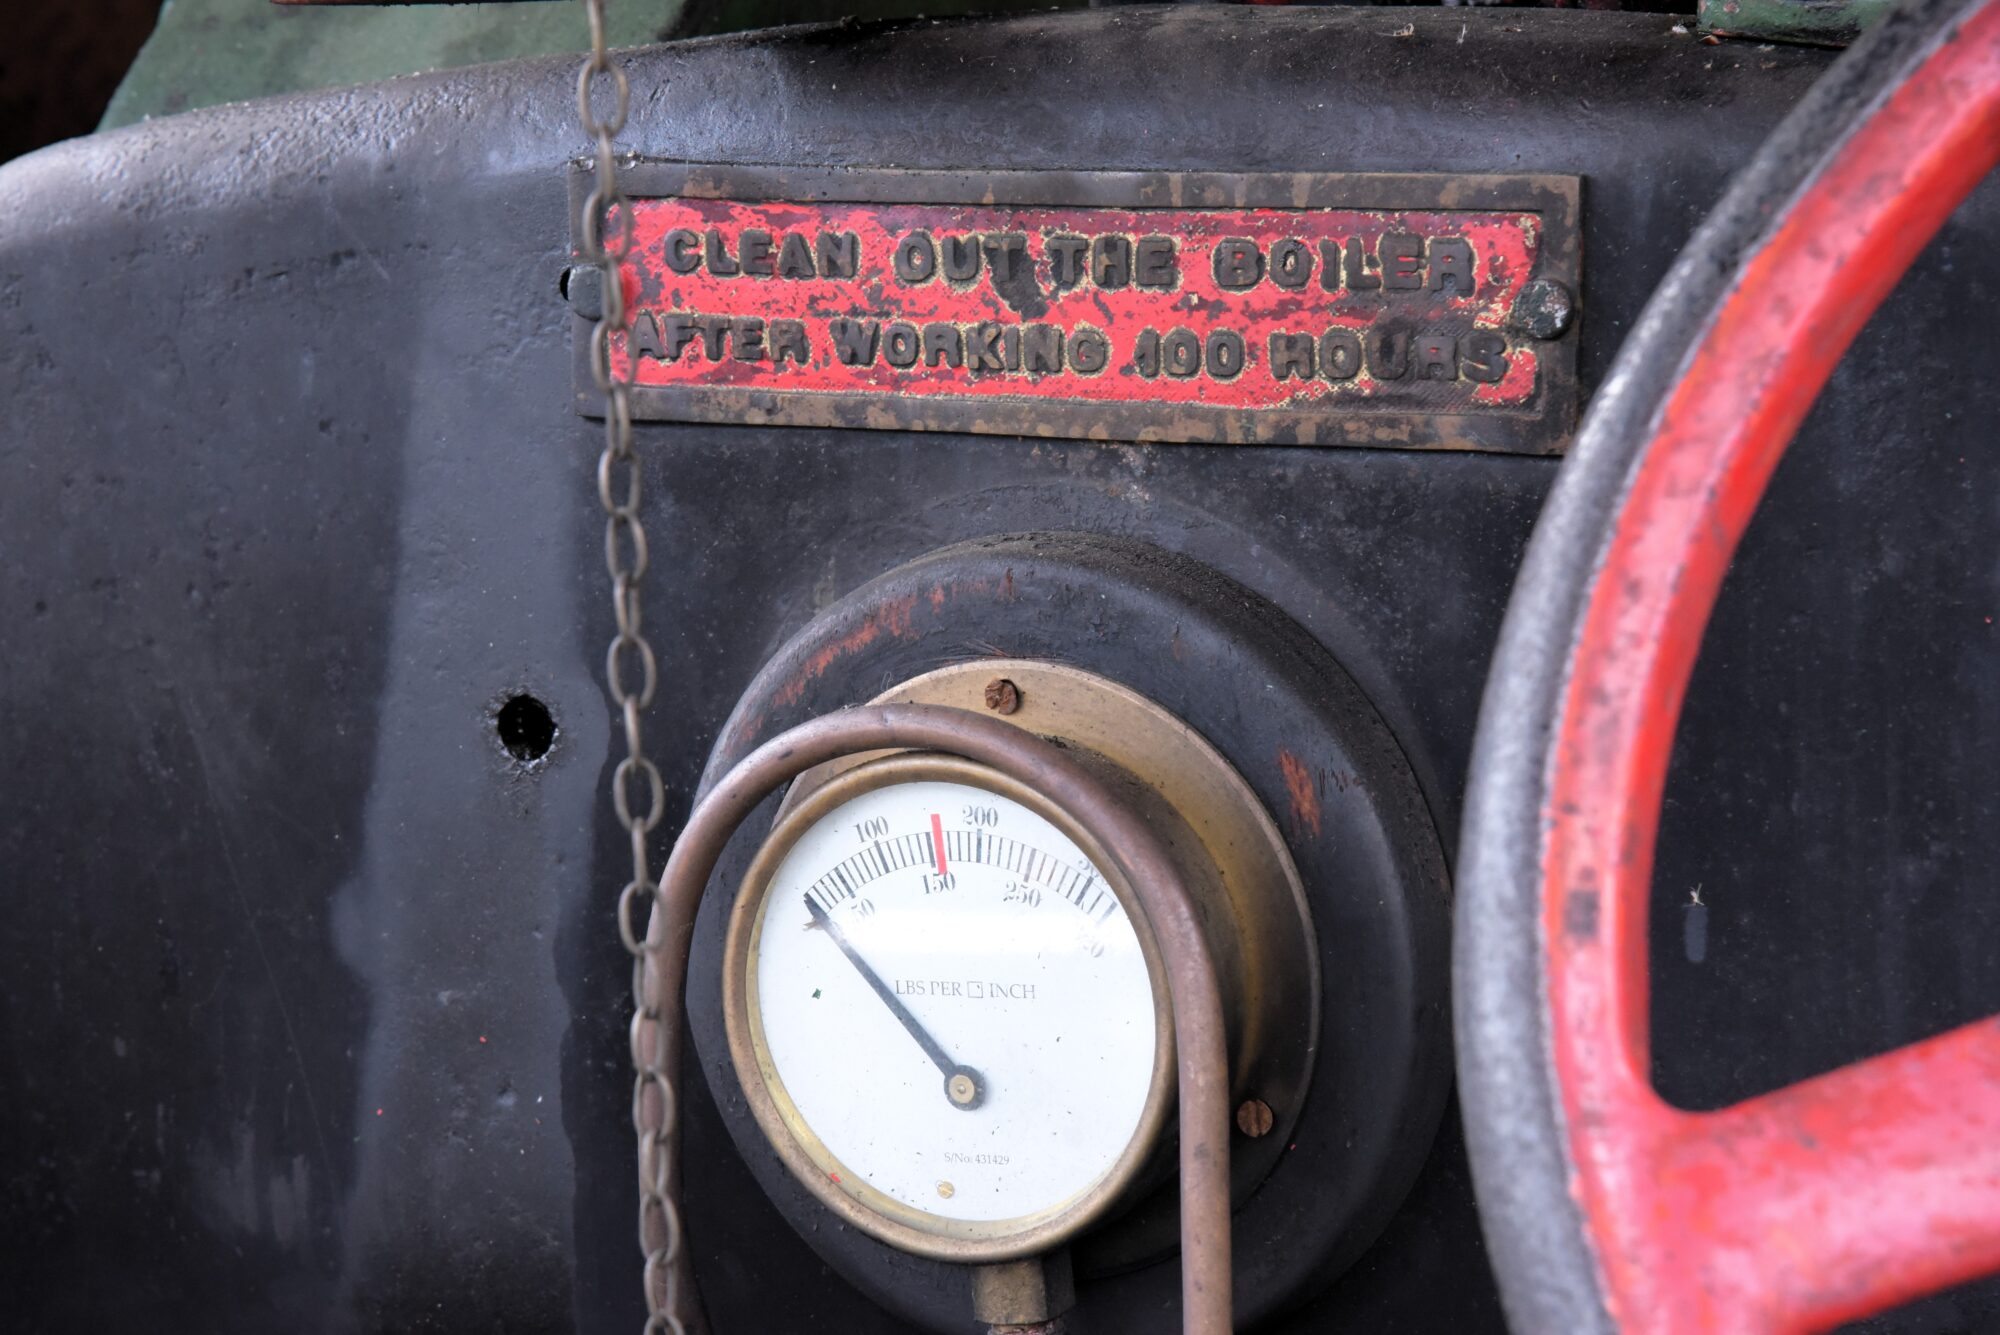 CLEAN OUT THE BOILER
AFTER WORKING 100 HOURS
100
200
150
50
250
LBS PER □ INCH
S/No: 431429